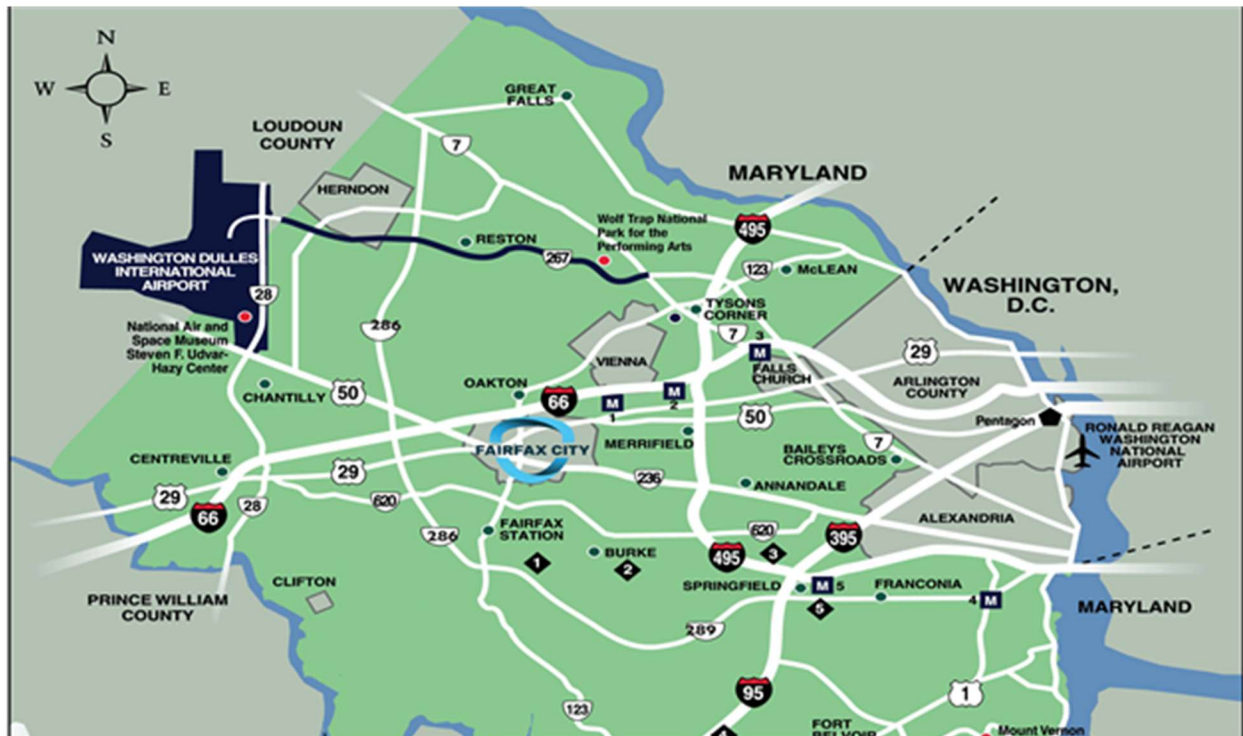 N
W E
S
GREAT
FALLS
LOUDOUN
COUNTY
7
HERNDON
MARYLAND
495
Wolf Trap National
Park for the
Performing Arts
RESTON
267
123
McLEAN
WASHINGTON DULLES
INTERNATIONAL
AIRPORT
28
WASHINGTON,
D.C.
TYSONS
CORNER
National Air and
Space Museum
Steven F. Udvar-
Hazy Center
286
7
3
M
FALLS
CHURCH
29
VIENNA
ARLINGTON
COUNTY
CHANTILLY
50
OAKTON
66
M
1
M
2
50
Pentagon
RONALD REAGAN
WASHINGTON
NATIONAL
AIRPORT
FAIRFAX CITY
MERRIFIELD
7
BAILEYS
CROSSROADS
CENTREVILLE
29
236
ANNANDALE
29
66
28
620
286
FAIRFAX
STATION
620
ALEXANDRIA
395
1
BURKE
2
495
3
SPRINGFIELD
M 5
FRANCONIA
4 M
CLIFTON
PRINCE WILLIAM
COUNTY
MARYLAND
289
95
1
123
FORT
BELVOIR
Mount Vernon